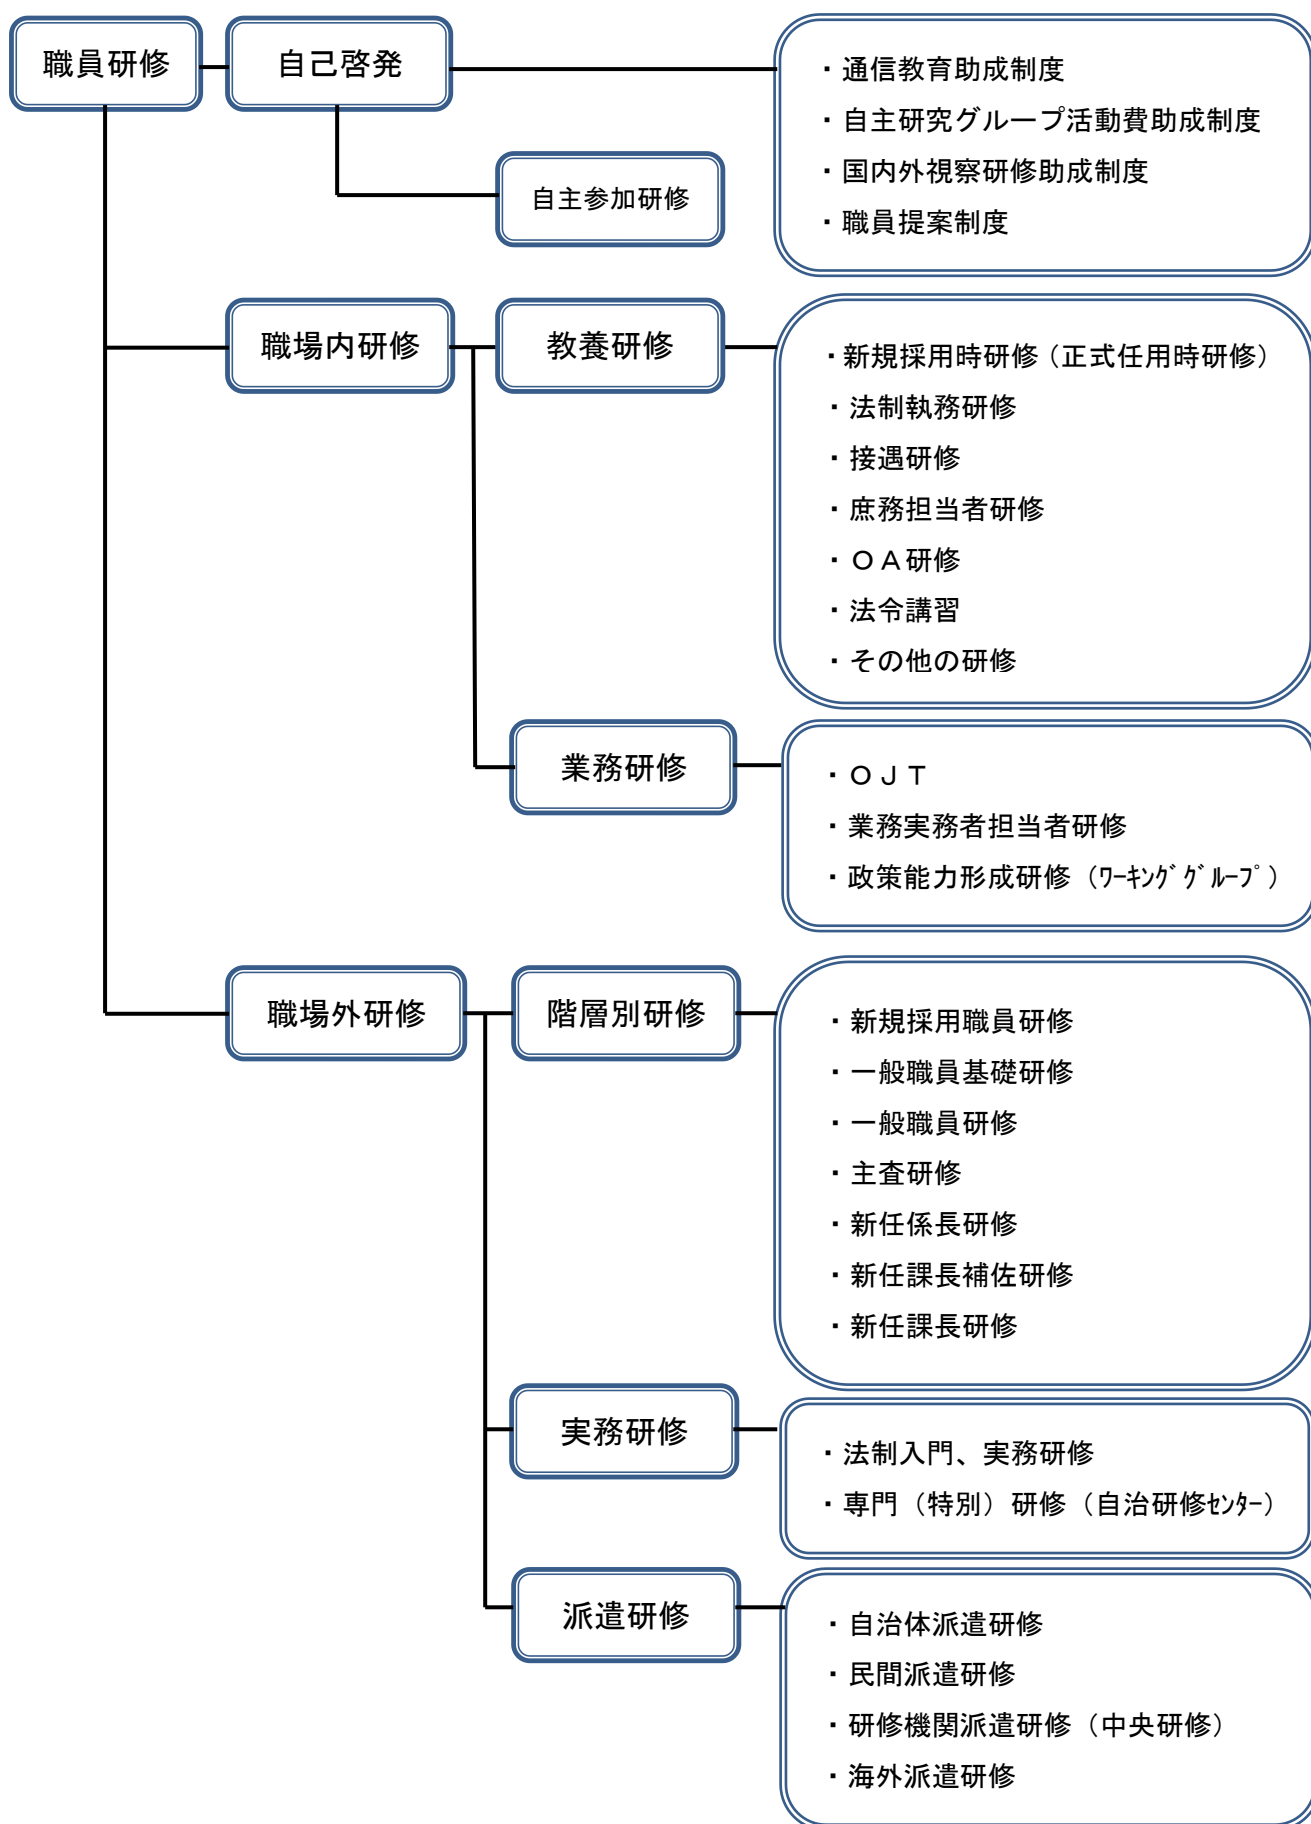 職員研修
自己啓発
・通信教育助成制度
・自主研究グループ活動費助成制度
・国内外視察研修助成制度
・職員提案制度
自主参加研修
職場内研修
教養研修
・新規採用時研修（正式任用時研修）
・法制執務研修
・接遇研修
・庶務担当者研修
・ＯＡ研修
・法令講習
・その他の研修
業務研修
・ＯＪＴ
・業務実務者担当者研修
・政策能力形成研修（ﾜｰｷﾝｸﾞｸﾞﾙｰﾌﾟ）
職場外研修
階層別研修
・新規採用職員研修
・一般職員基礎研修
・一般職員研修
・主査研修
・新任係長研修
・新任課長補佐研修
・新任課長研修
実務研修
・法制入門、実務研修
・専門（特別）研修（自治研修ｾﾝﾀｰ）
派遣研修
・自治体派遣研修
・民間派遣研修
・研修機関派遣研修（中央研修）
・海外派遣研修